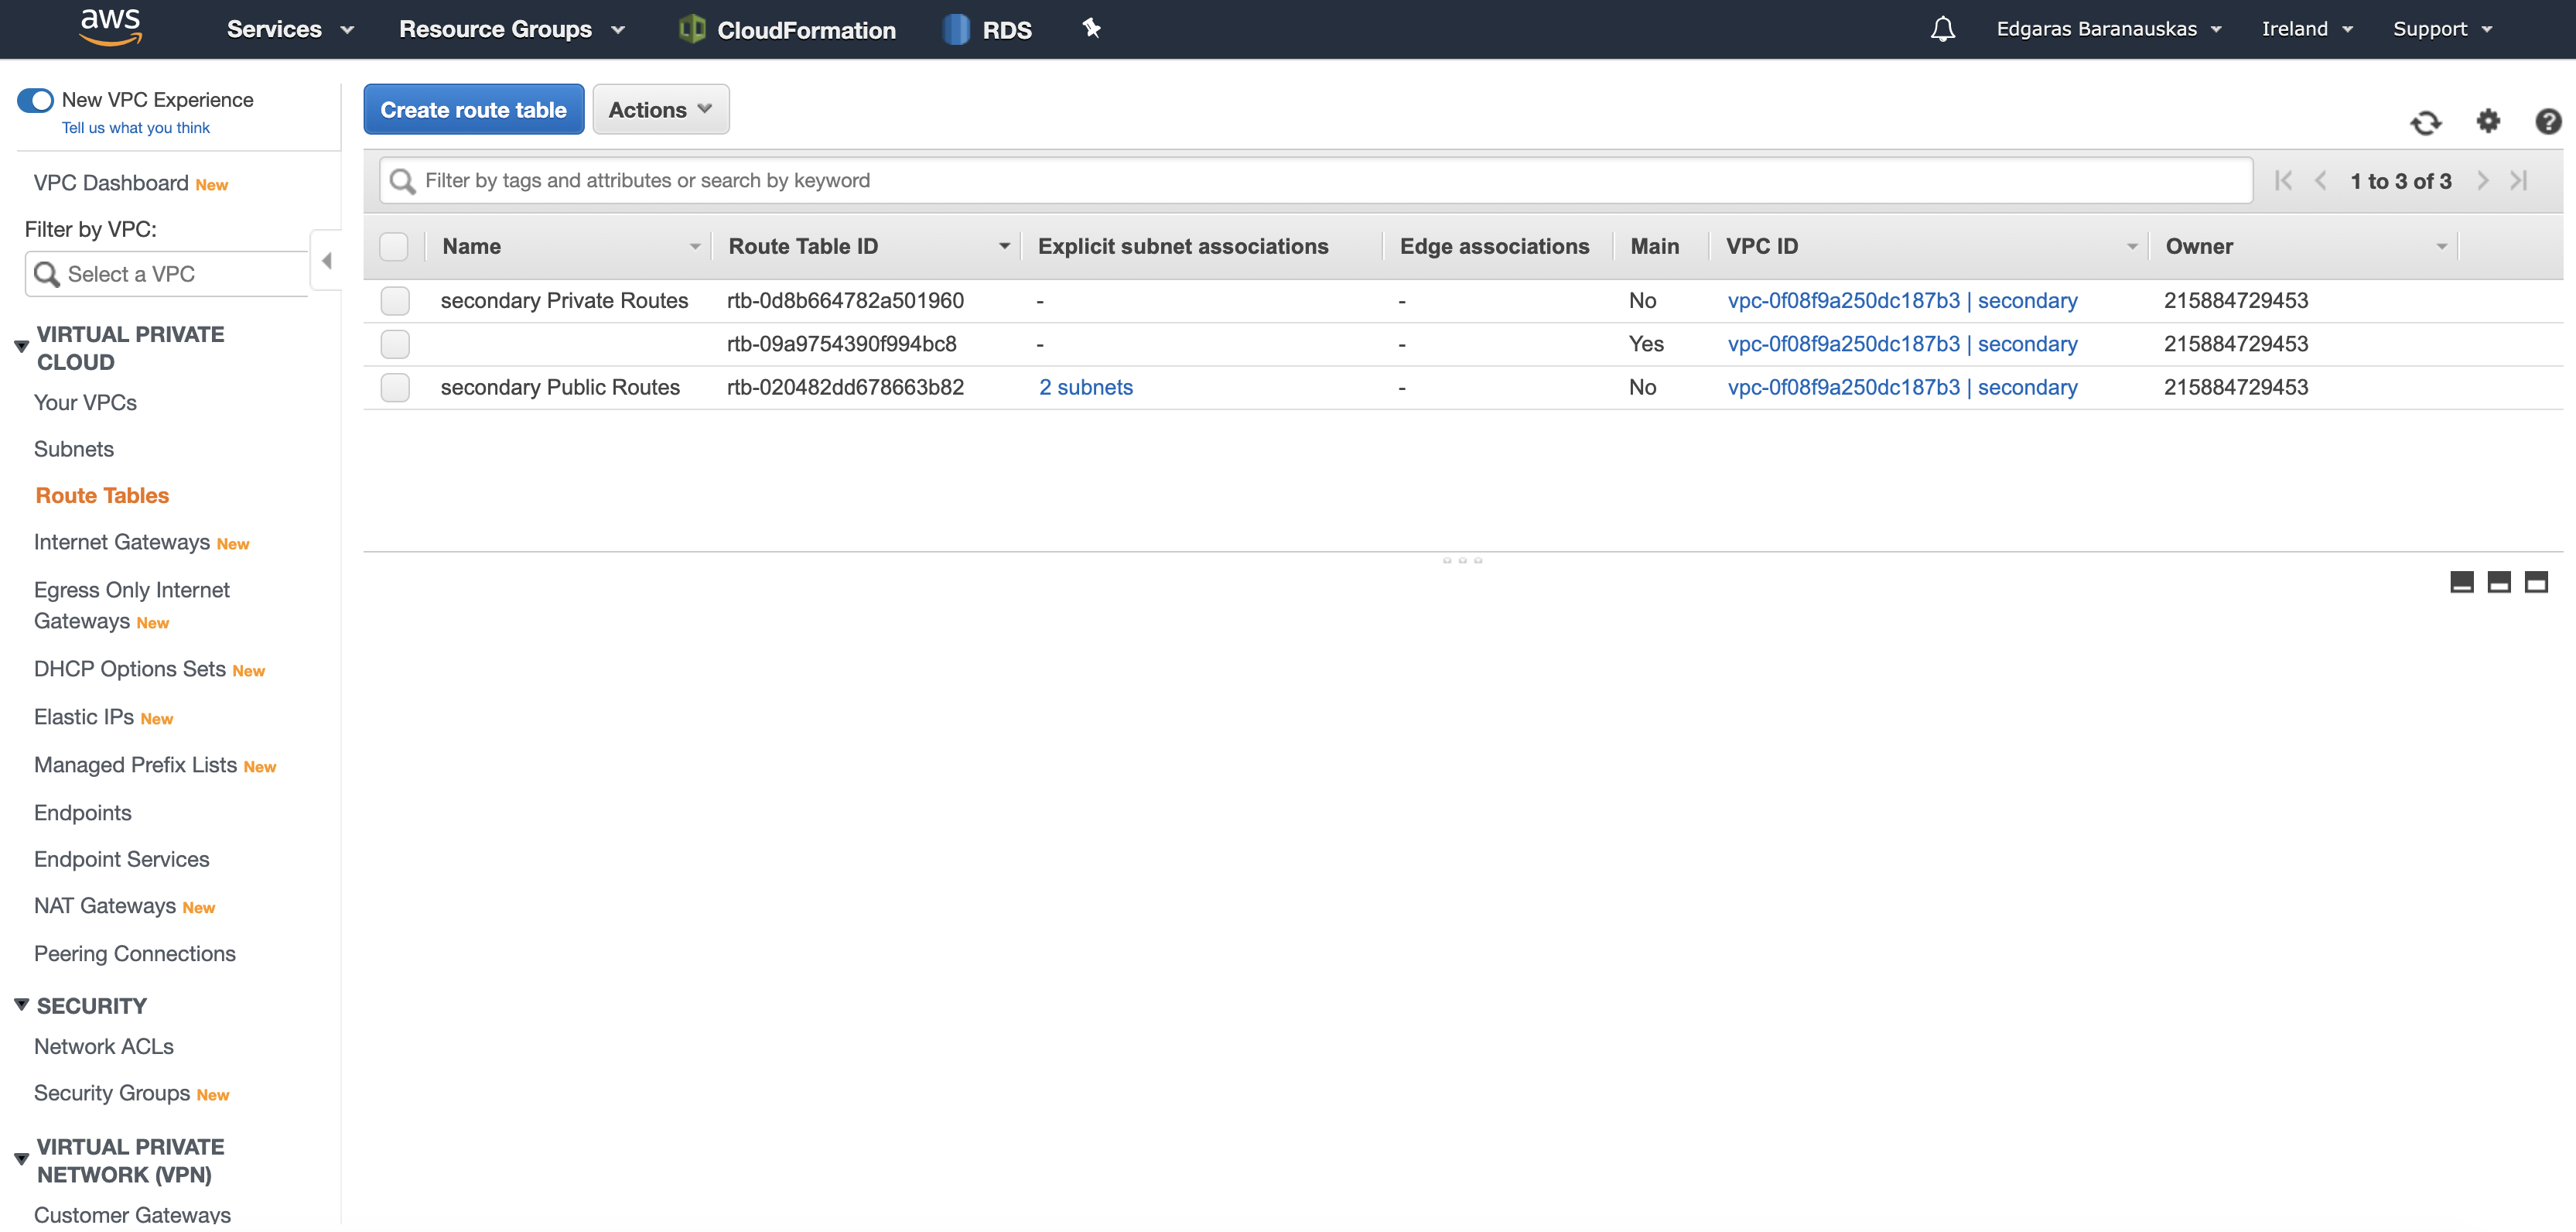 aws Services Resource Groups CloudFormation RDS Edgaras Baranauskas Ireland Support
New VPC Experience
Tell us what you think
VPC Dashboard New
Filter by VPC:
Select a VPC
VIRTUAL PRIVATE
CLOUD
Your VPCs
Subnets
Route Tables
Internet Gateways New
Egress Only Internet
Gateways New
DHCP Options Sets New
Elastic IPs New
Managed Prefix Lists New
Endpoints
Endpoint Services
NAT Gateways New
Peering Connections
SECURITY
Network ACLs
Security Groups New
VIRTUAL PRIVATE
NETWORK (VPN)
Customer Gateways
Create route table Actions
Filter by tags and attributes or search by keyword 1 to 3 of 3
Name Route Table ID Explicit subnet associations Edge associations Main VPC ID Owner
secondary Private Routes rtb-0d8b664782a501960 - - No vpc-0f08f9a250dc187b3 | secondary 215884729453
rtb-09a9754390f994bc8 - - Yes vpc-0f08f9a250dc187b3 | secondary 215884729453
secondary Public Routes rtb-020482dd678663b82 2 subnets - No vpc-0f08f9a250dc187b3 | secondary 215884729453